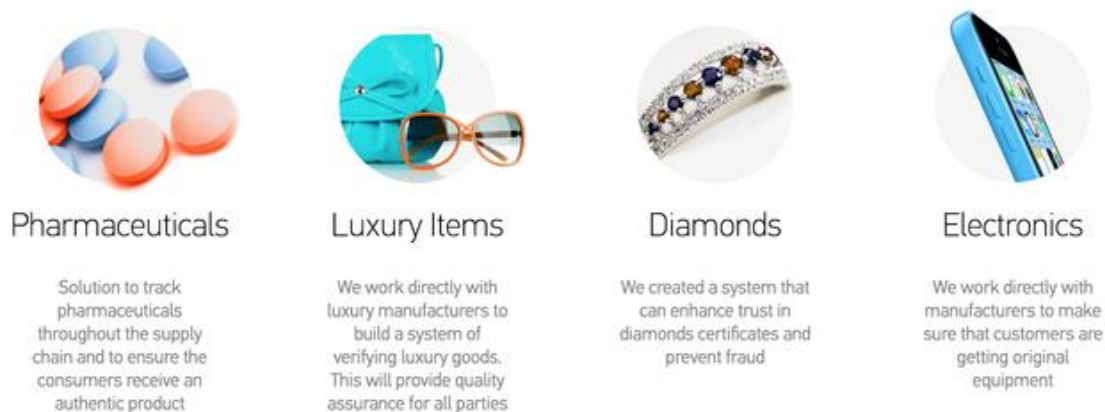 Pharmaceuticals
Solution to track
pharmaceuticals
throughout the supply
chain and to ensure the
consumers receive an
authentic product
Luxury Items
We work directly with
luxury manufacturers to
build a system of
verifying luxury goods.
This will provide quality
assurance for all parties
Diamonds
We created a system that
can enhance trust in
diamonds certificates and
prevent fraud
Electronics
We work directly with
manufacturers to make
sure that customers are
getting original
equipment